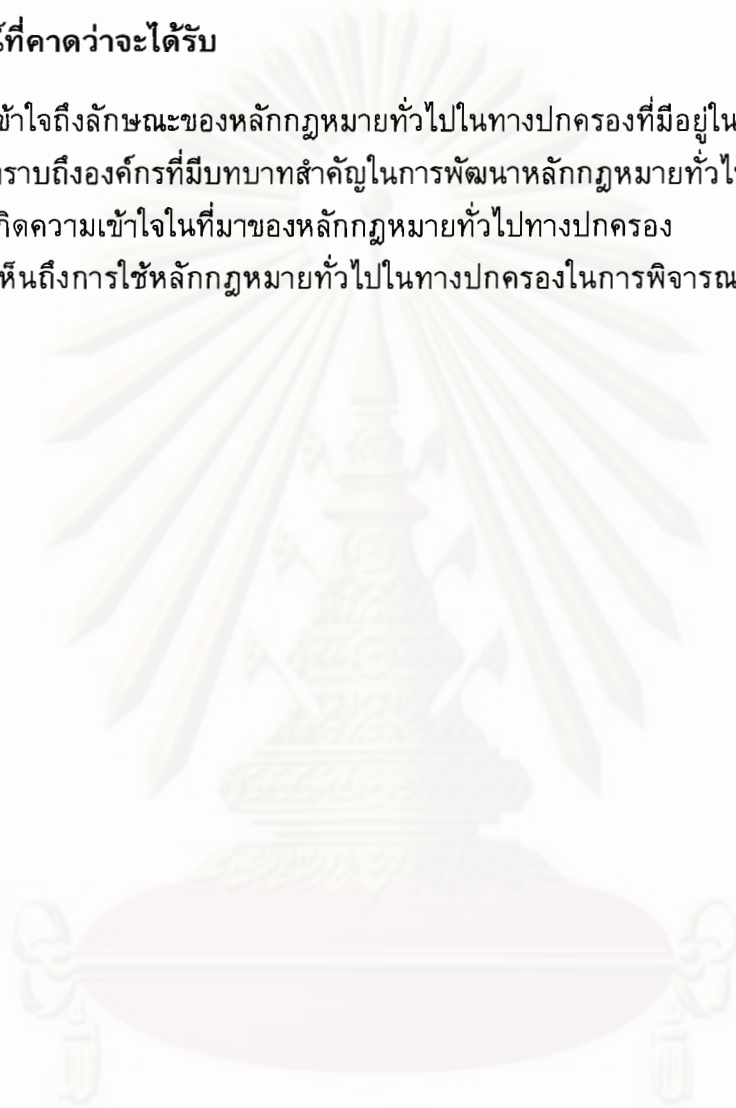 ที่คาดว่าจะได้รับ
ข้าใจถึงลักษณะของหลักกฎหมายทั่วไปในทางปกครองที่มีอยู่ใน
ราบถึงองค์กรที่มีบทบาทสำคัญในการพัฒนาหลักกฎหมายทั่วไ
กิดความเข้าใจในที่มาของหลักกฎหมายทั่วไปทางปกครอง
ห็นถึงการใช้หลักกฎหมายทั่วไปในทางปกครองในการพิจารณ